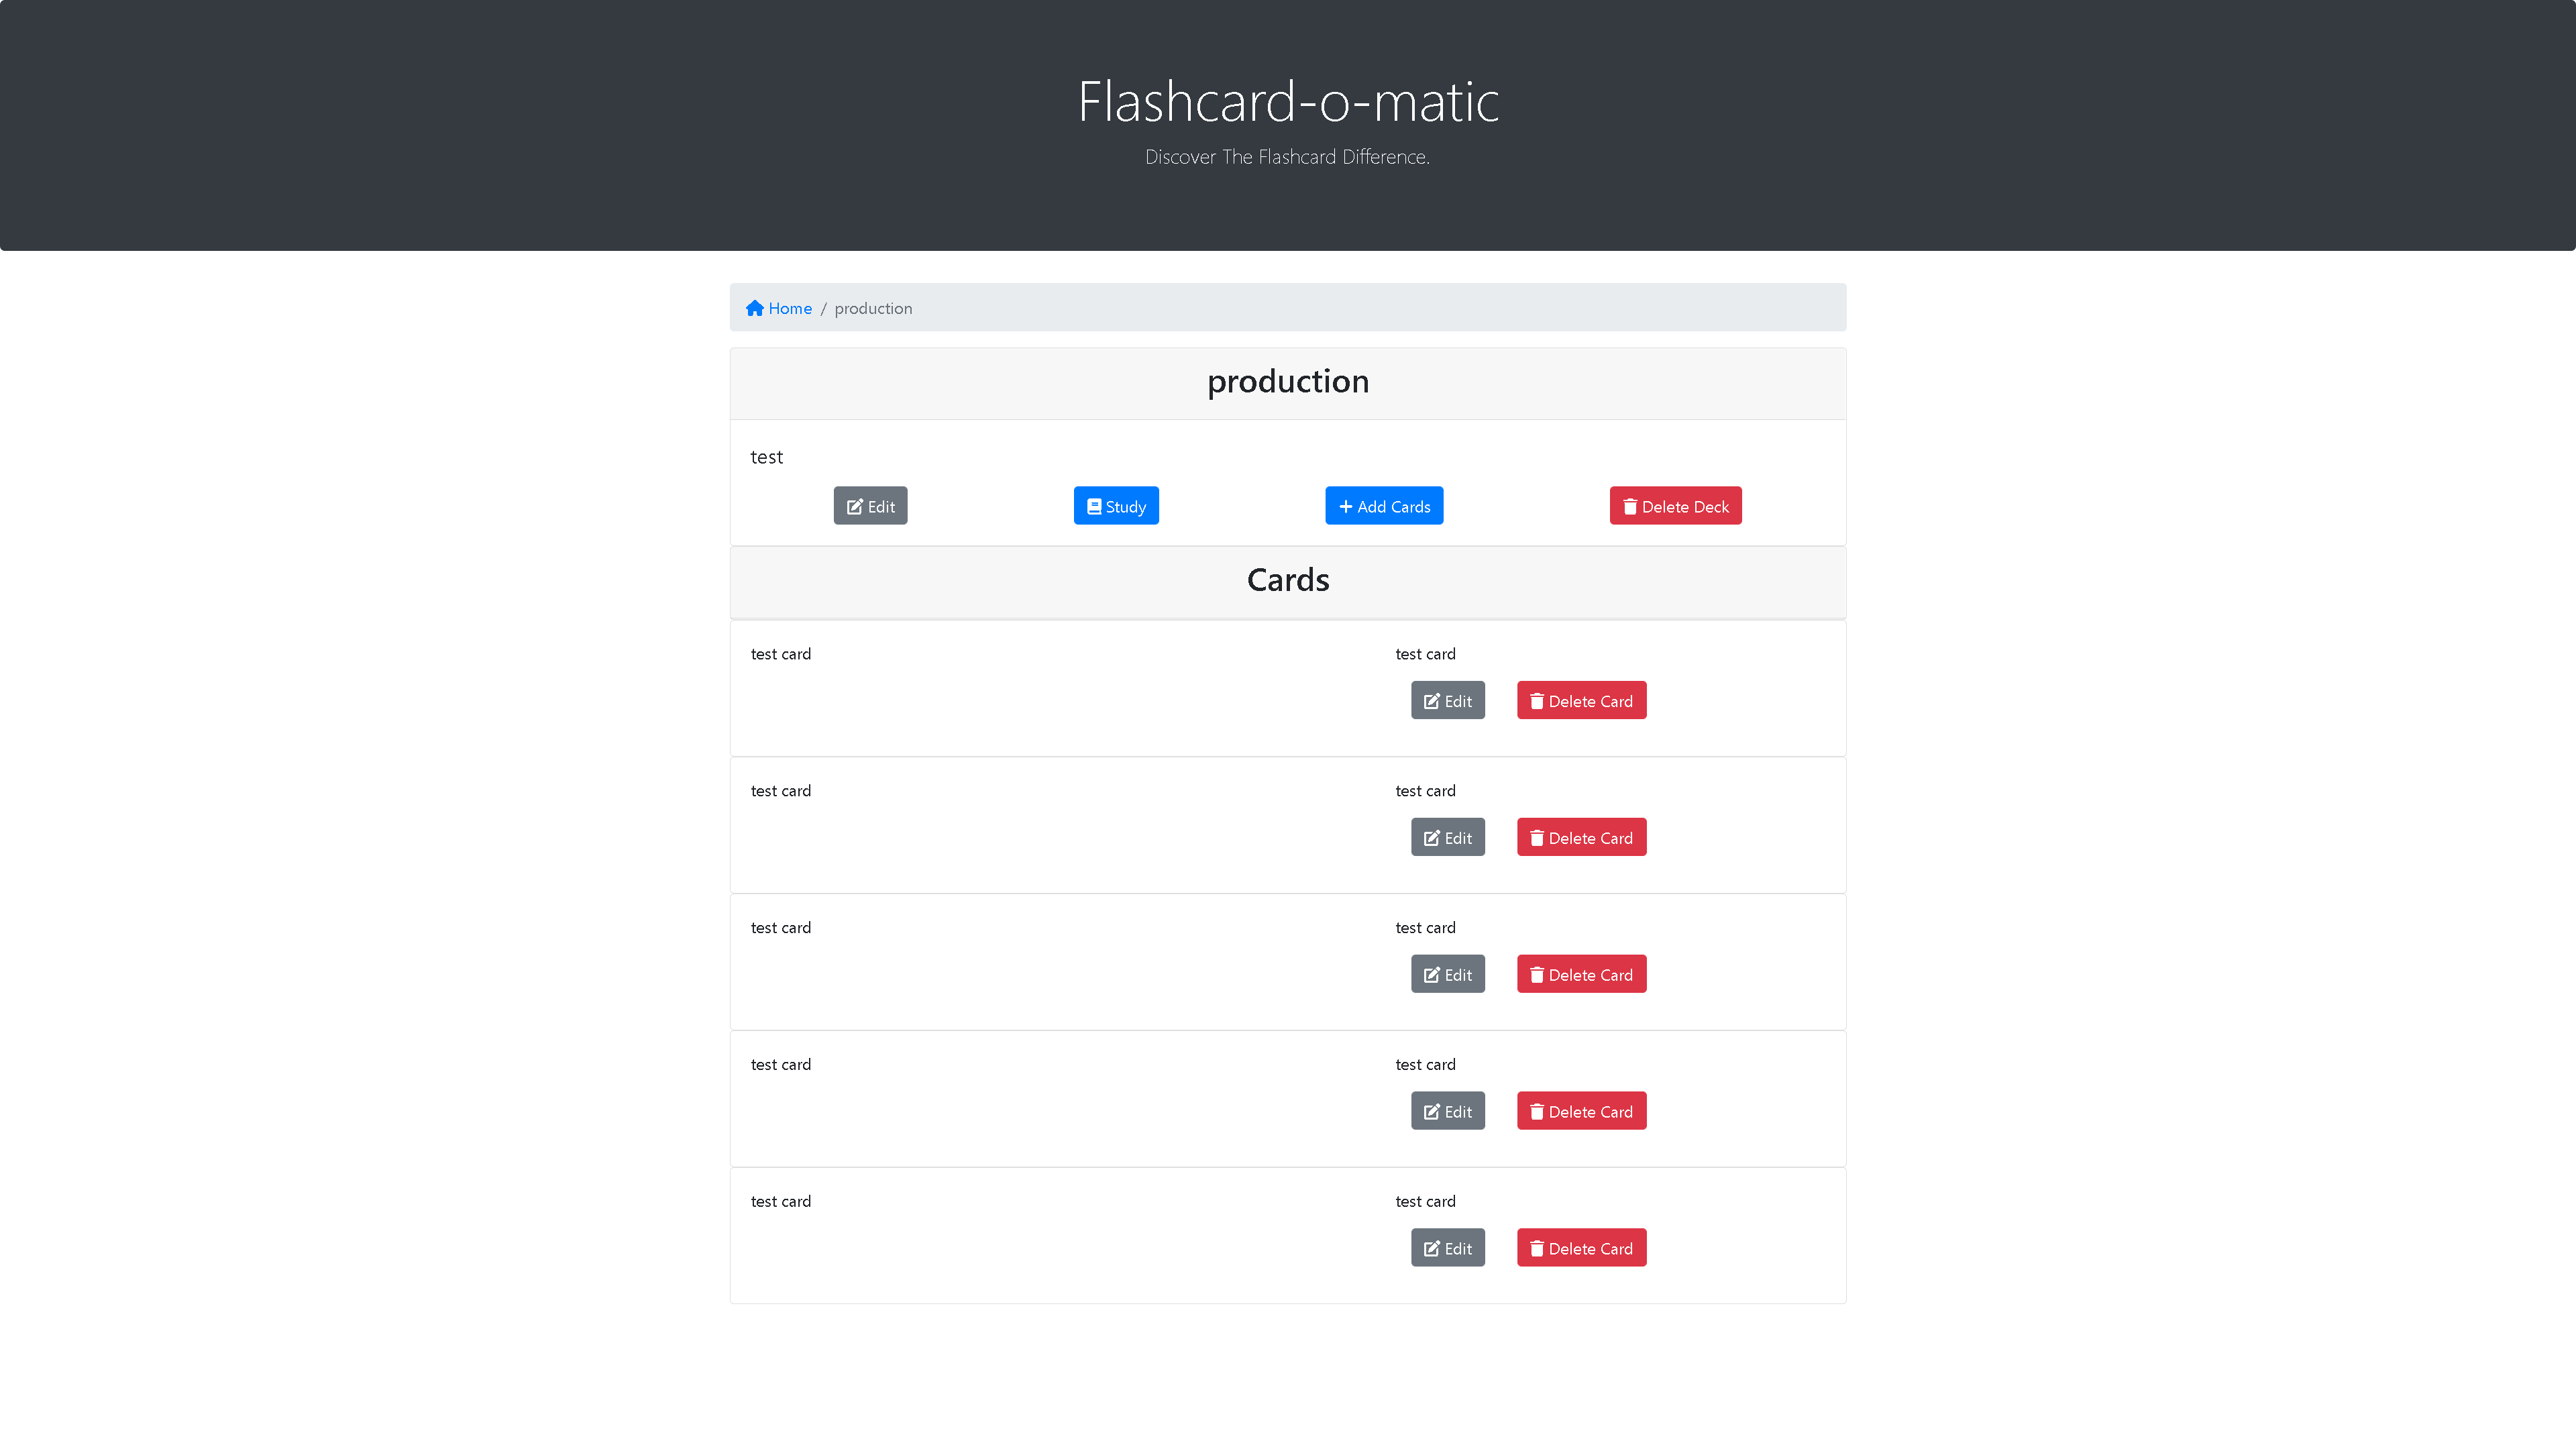 Flashcard-o-matic
Discover The Flashcard Difference.
Home / production
production
test
Edit Study Add Cards Delete Deck
Cards
test card test card
Edit Delete Card
test card test card
Edit Delete Card
test card test card
Edit Delete Card
test card test card
Edit Delete Card
test card test card
Edit Delete Card